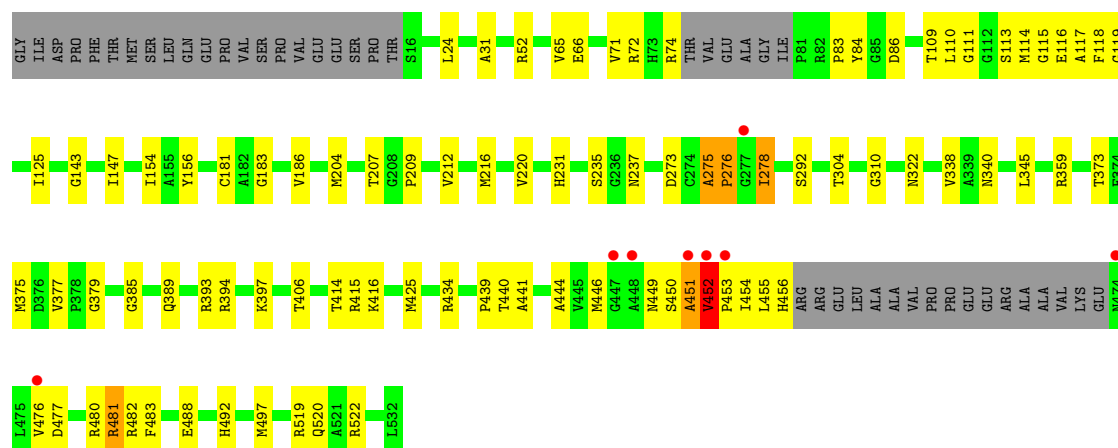 GLY ILE ASP PRO PHE THR MET SER LEU GLN GLU PRO VAL SER PRO VAL GLU GLU SER PRO THR S16 L24 A31 R52 V65 E66 V71 R72 H73 R74 THR VAL GLU ALA GLY ILE P81 R82 P83 Y84 G85 D86 T109 L110 G111 G112 S113 M114 G115 E116 A117 F118 G119
I125 G143 I147 I154 A155 Y156 C181 A182 G183 V186 M204 T207 G208 P209 V212 M216 V220 H231 S235 G236 N237 D273 C274 A275 P276 G277 I278 S292 T304 G310 N322 V338 A339 N340 L345 R359 T373 E374
M375 D376 V377 P378 G379 G385 Q389 R393 R394 K397 T406 T414 R415 K416 M425 R434 P439 T440 A441 A444 V445 M446 G447 A448 N449 S450 A451 V452 P453 I454 L455 H456 ARG ARG GLU LEU ALA ALA VAL PRO PRO GLU GLU ARG ALA ALA VAL LYS GLU
L475 V476 D477 R480 R481 R482 F483 E488 H492 M497 R519 Q520 A521 R522 L532